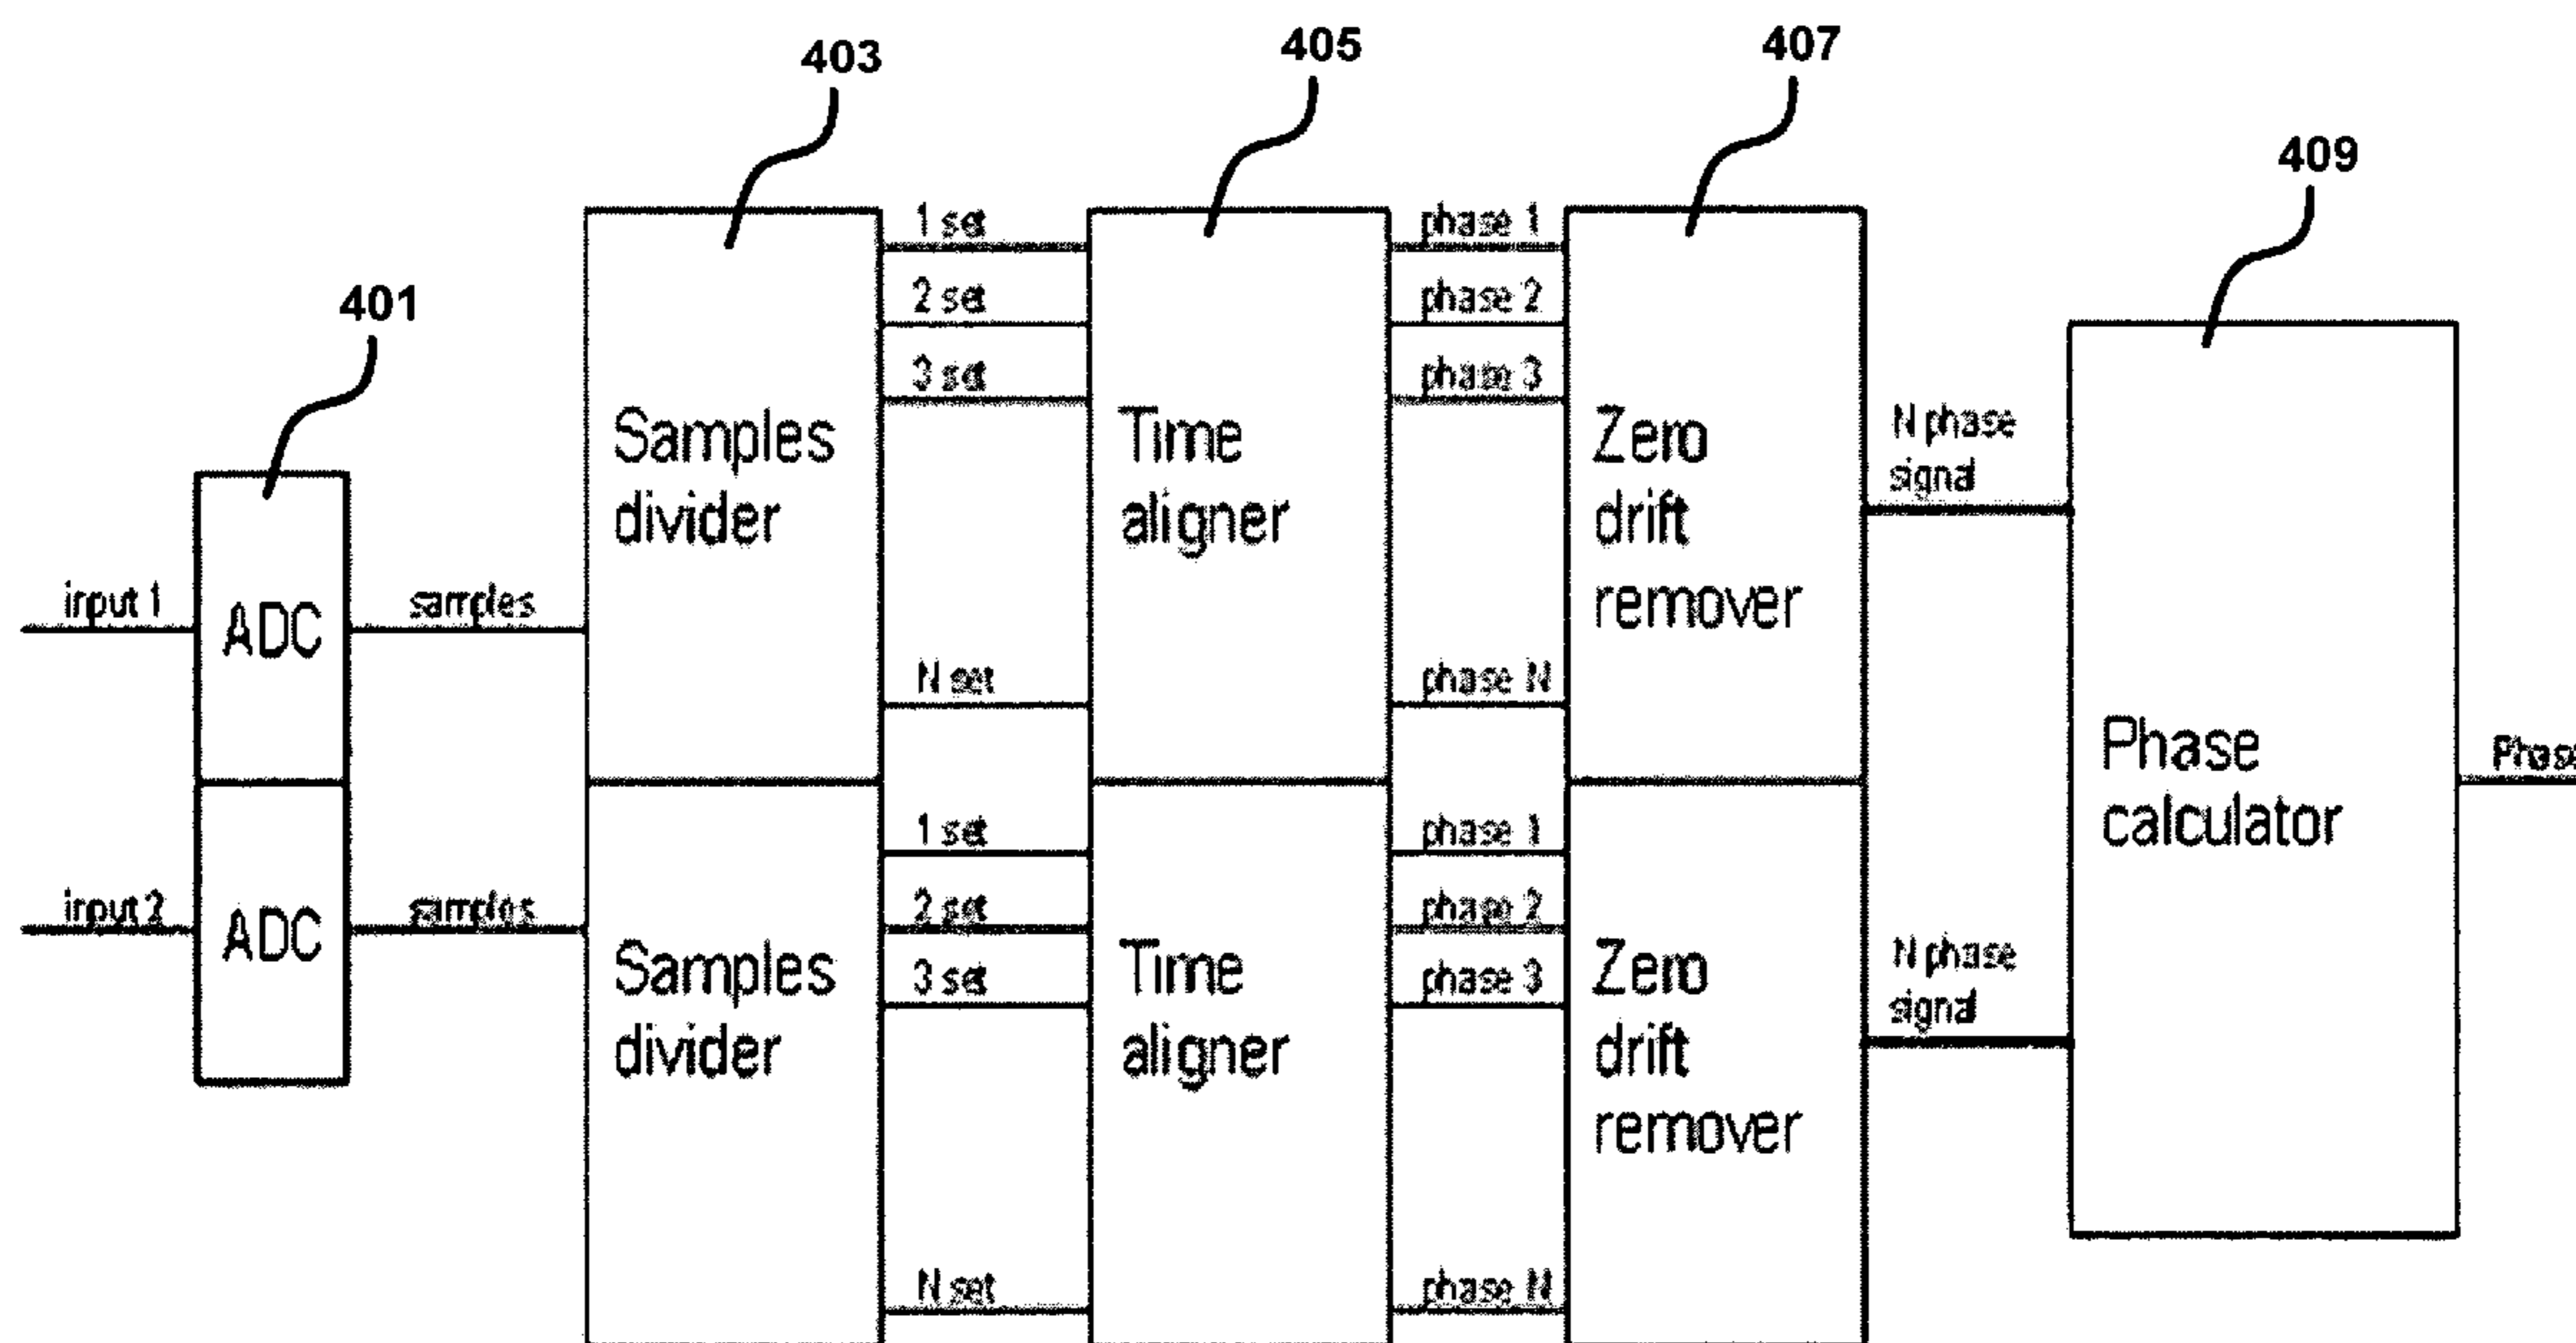 403
405
407
409
401
1 set
2 set
3 set
N set
phase 1
phase 2
phase 3
phase N
Samples
divider
Time
aligner
Zero
drift
remover
N phase
signal
input 1
ADC
samples
Phase
calculator
Phase
input 2
ADC
samples
1 set
2 set
3 set
N set
Samples
divider
Time
aligner
phase 1
phase 2
phase 3
phase N
Zero
drift
remover
N phase
signal